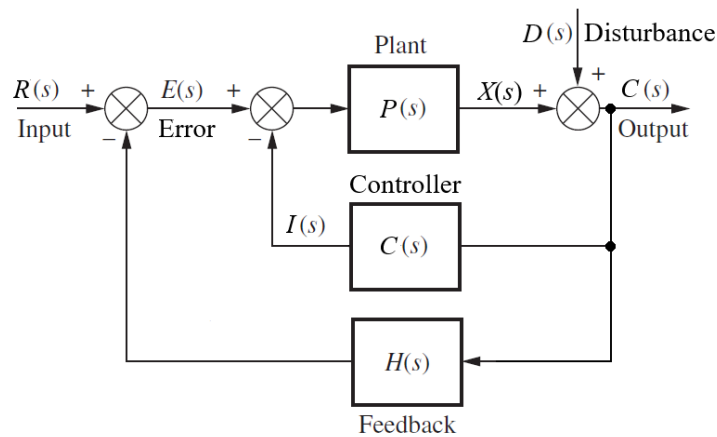 Plant
D(s) Disturbance
R(s) + E(s) + P(s) X(s) + + C(s)
Input − Error − Output
Controller
I(s) C(s)
H(s)
Feedback